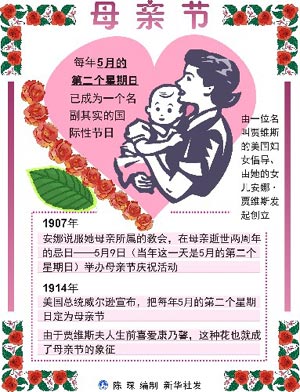 母亲节
每年5月的
第二个星期日
已成为一个名
副其实的国
际性节日
由一位名
叫贾维斯
的美国妇
女倡导、
由她的女
儿安娜·
贾维斯发
起创立
1907年
安娜说服她母亲所属的教会，在母亲逝世两周年
的忌日——5月9日（当年这一天是5月的第二个
星期日）举办母亲节庆祝活动
1914年
美国总统威尔逊宣布，把每年5月的第二个星期
日定为母亲节
由于贾维斯夫人生前喜爱康乃馨，这种花也就成
了母亲节的象征
陈琛 编制 新华社发